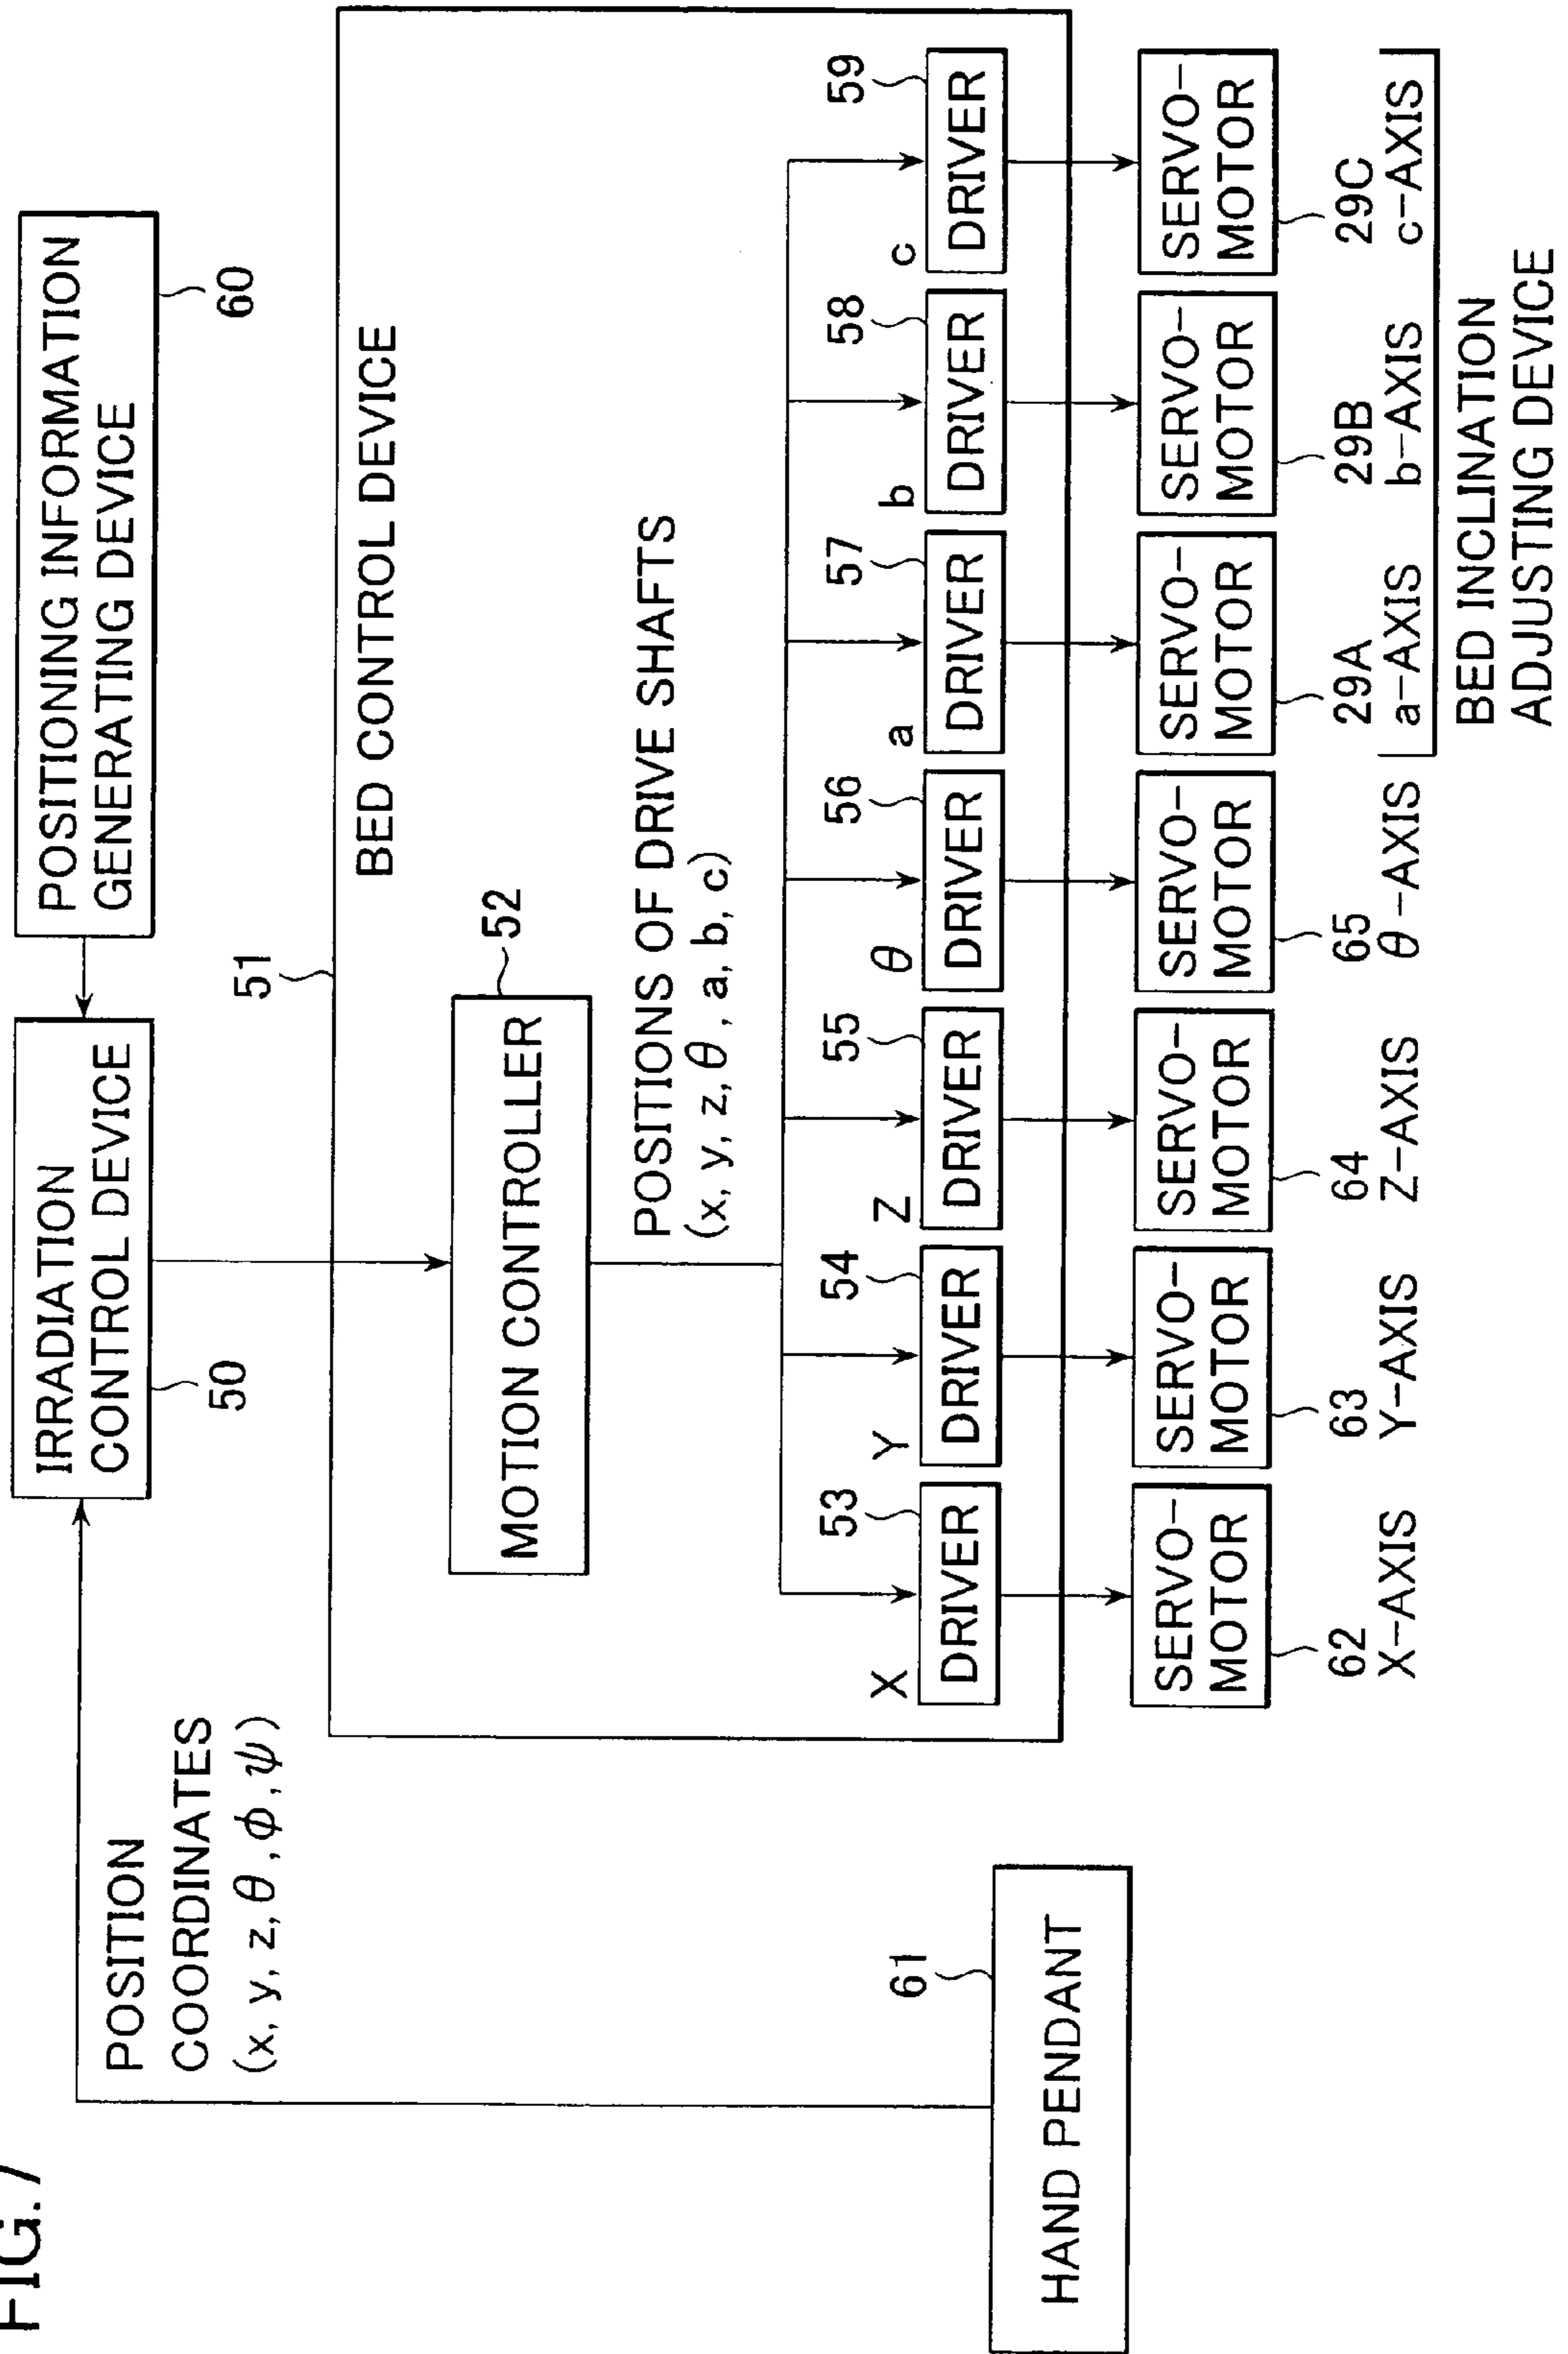 FIG. 7
POSITIONING INFORMATION
GENERATING DEVICE
60
IRRADIATION
CONTROL DEVICE
50
POSITION
COORDINATES
(x, y, z, θ, φ, ψ)
51
BED CONTROL DEVICE
MOTION CONTROLLER
52
POSITIONS OF DRIVE SHAFTS
(x, y, z, θ, a, b, c)
X
53
DRIVER
Y
54
DRIVER
Z
55
DRIVER
θ
56
DRIVER
a
57
DRIVER
b
58
DRIVER
c
59
DRIVER
61
HAND PENDANT
SERVO-
MOTOR
62
X-AXIS
SERVO-
MOTOR
63
Y-AXIS
SERVO-
MOTOR
64
Z-AXIS
SERVO-
MOTOR
65
θ-AXIS
SERVO-
MOTOR
29A
a-AXIS
SERVO-
MOTOR
29B
b-AXIS
SERVO-
MOTOR
29C
c-AXIS
BED INCLINATION
ADJUSTING DEVICE